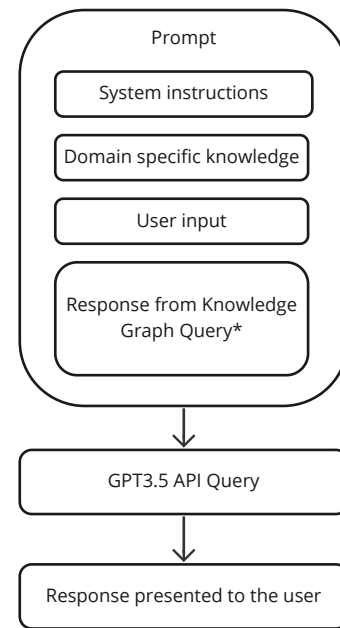 Prompt
System instructions
Domain specific knowledge
User input
Response from Knowledge
Graph Query*
GPT3.5 API Query
Response presented to the user